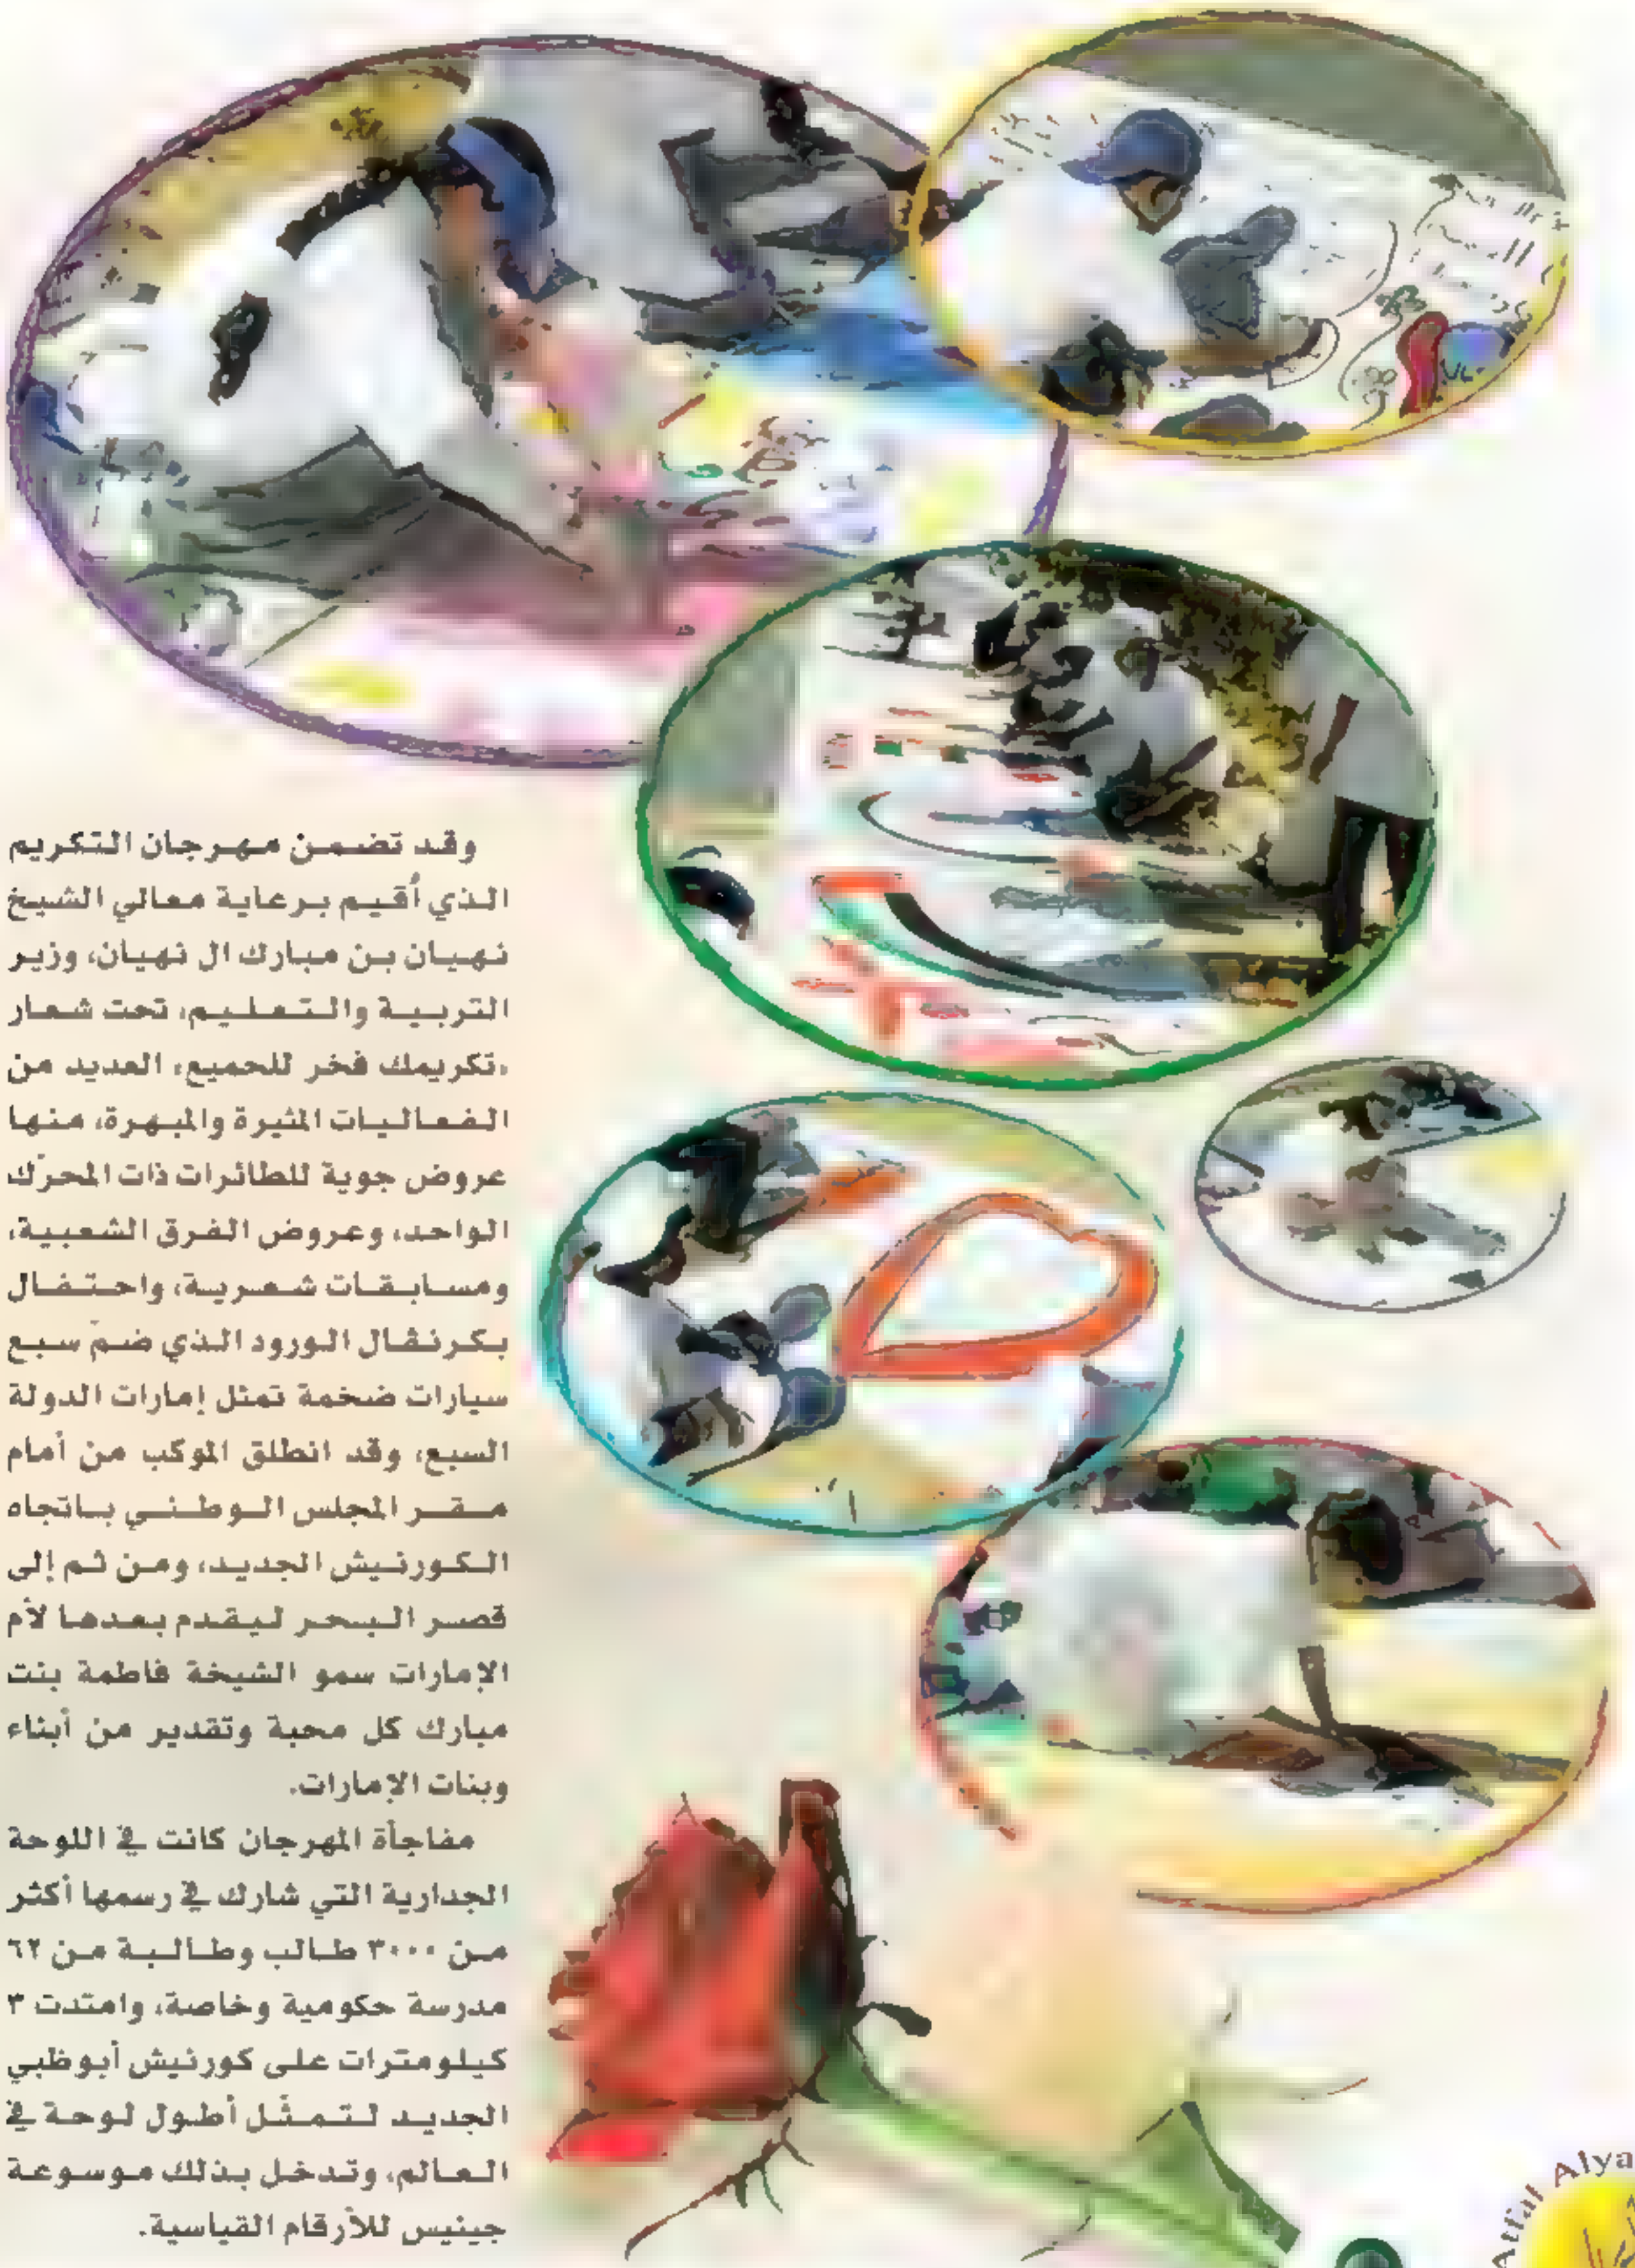 وقد تضمن مهرجان التكريم
الذي أُقيم برعاية معالي الشيخ
نهيان بن مبارك ال نهيان، وزير
التربية والتعليم، تحت شعار
«تكريمك فخر للحميع» العديد من
الفعاليات المثيرة والمبهرة، منها
عروض جوية للطائرات ذات المحرّك
الواحد، وعروض الفرق الشعبية،
ومسابقات شعرية، واحتفال
بكرنڤال الورود الذي ضمّ سبع
سيارات ضخمة تمثل إمارات الدولة
السبع، وقد انطلق الموكب من أمام
مقر المجلس الوطني باتجاه
الكورنيش الجديد، ومن ثم إلى
قصر البحر ليقدم بعدها لأم
الإمارات سمو الشيخة فاطمة بنت
مبارك كل محبة وتقدير من أبناء
وبنات الإمارات.
مفاجأة المهرجان كانت في اللوحة
الجدارية التي شارك في رسمها أكثر
من ٣٠٠٠ طالب وطالبة من ٦٢
مدرسة حكومية وخاصة، وامتدت ٣
كيلومترات على كورنيش أبوظبي
الجديد لتمثّل أطول لوحة في
العالم، وتدخل بذلك موسوعة
جينيس للأرقام القياسية.
Atfal Alya